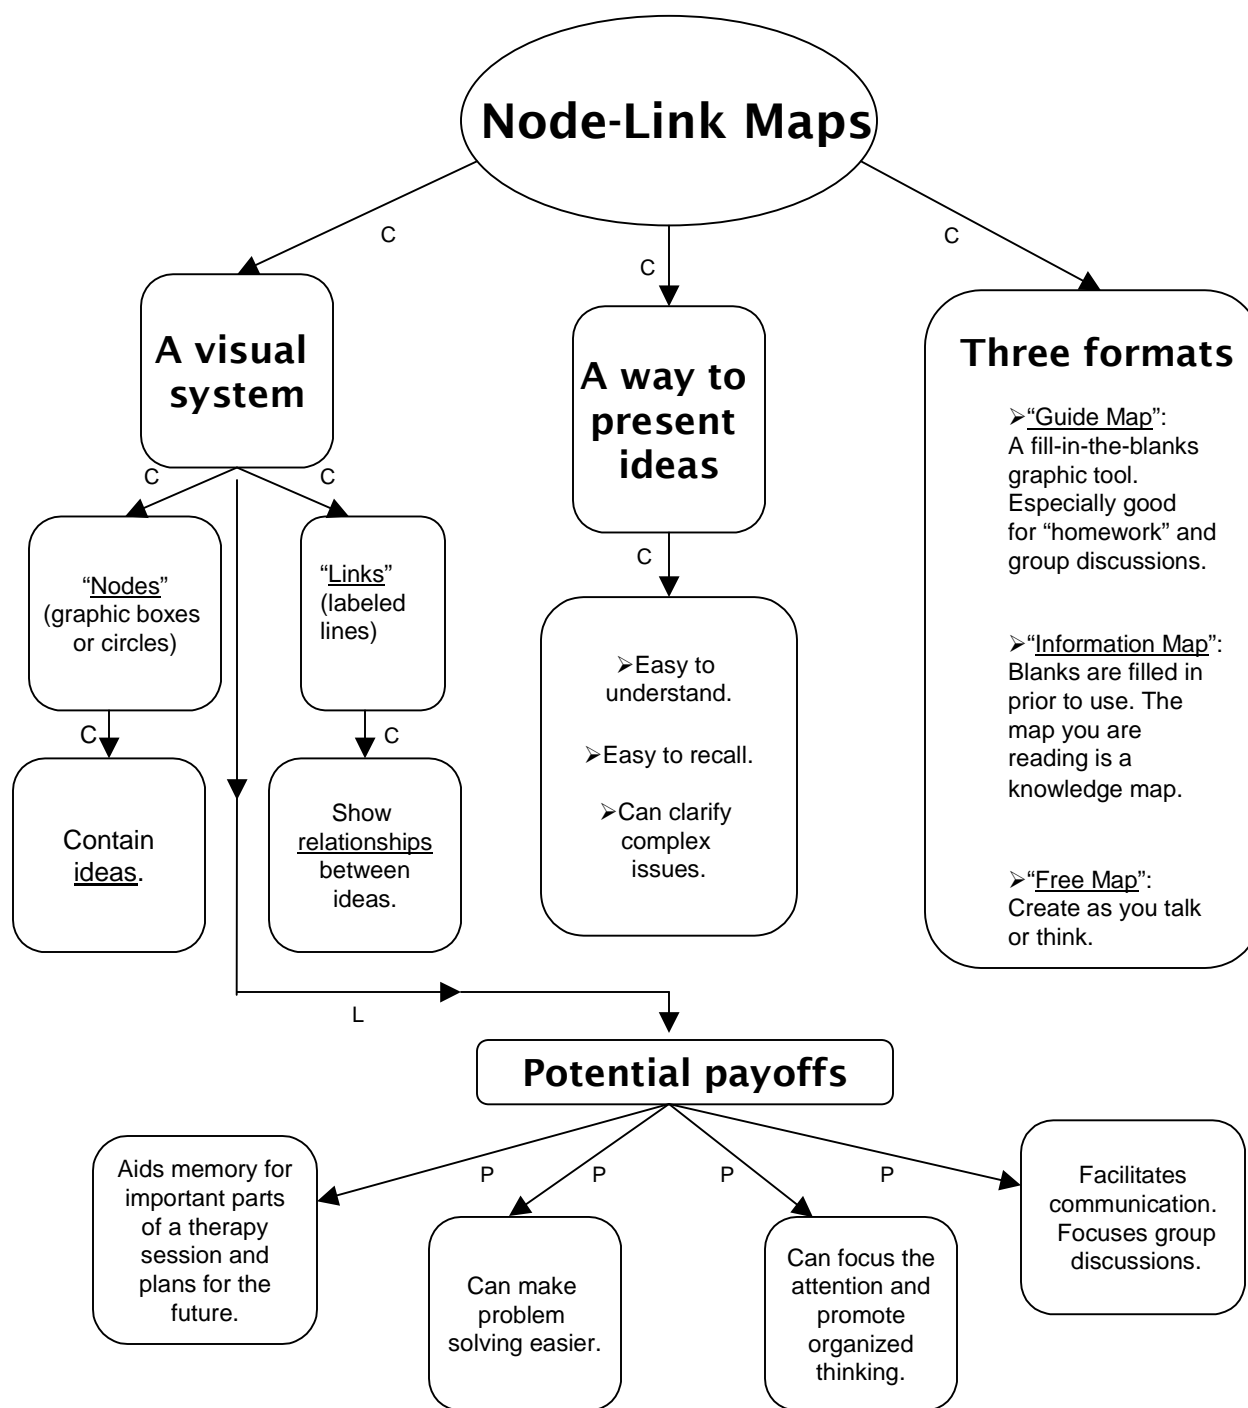 Node-Link Maps
C
C
C
A visual
system
A way to
present
ideas
Three formats
➢“Guide Map”:
A fill-in-the-blanks
graphic tool.
Especially good
for “homework” and
group discussions.
➢“Information Map”:
Blanks are filled in
prior to use. The
map you are
reading is a
knowledge map.
➢“Free Map”:
Create as you talk
or think.
C
C
C
“Nodes”
(graphic boxes
or circles)
“Links”
(labeled
lines)
➢Easy to
understand.
➢Easy to recall.
➢Can clarify
complex
issues.
C
C
Contain
ideas.
Show
relationships
between
ideas.
L
Potential payoffs
P
P
P
P
Aids memory for
important parts
of a therapy
session and
plans for the
future.
Can make
problem
solving easier.
Can focus the
attention and
promote
organized
thinking.
Facilitates
communication.
Focuses group
discussions.